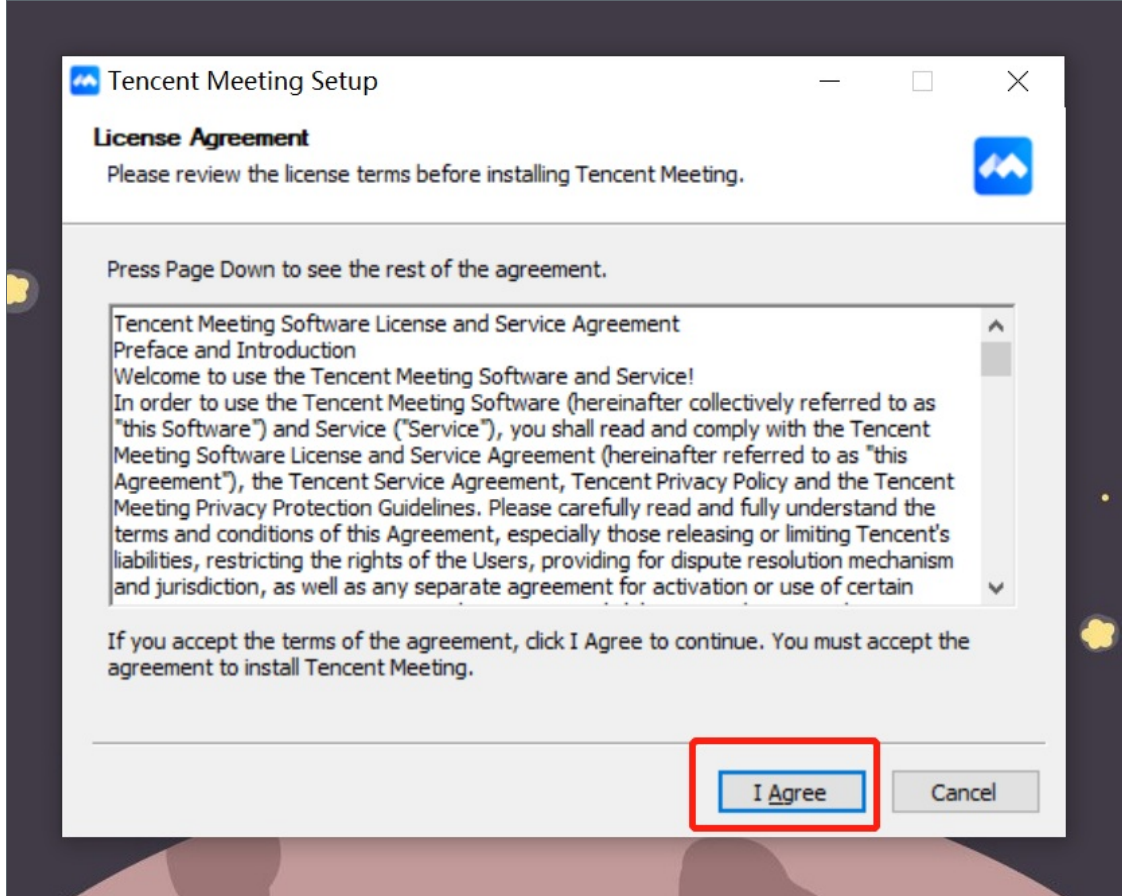 Tencent Meeting Setup
License Agreement
Please review the license terms before installing Tencent Meeting.
Press Page Down to see the rest of the agreement.
Tencent Meeting Software License and Service Agreement
Preface and Introduction
Welcome to use the Tencent Meeting Software and Service!
In order to use the Tencent Meeting Software (hereinafter collectively referred to as
"this Software") and Service ("Service"), you shall read and comply with the Tencent
Meeting Software License and Service Agreement (hereinafter referred to as "this
Agreement"), the Tencent Service Agreement, Tencent Privacy Policy and the Tencent
Meeting Privacy Protection Guidelines. Please carefully read and fully understand the
terms and conditions of this Agreement, especially those releasing or limiting Tencent's
liabilities, restricting the rights of the Users, providing for dispute resolution mechanism
and jurisdiction, as well as any separate agreement for activation or use of certain
If you accept the terms of the agreement, click I Agree to continue. You must accept the
agreement to install Tencent Meeting.
I Agree
Cancel